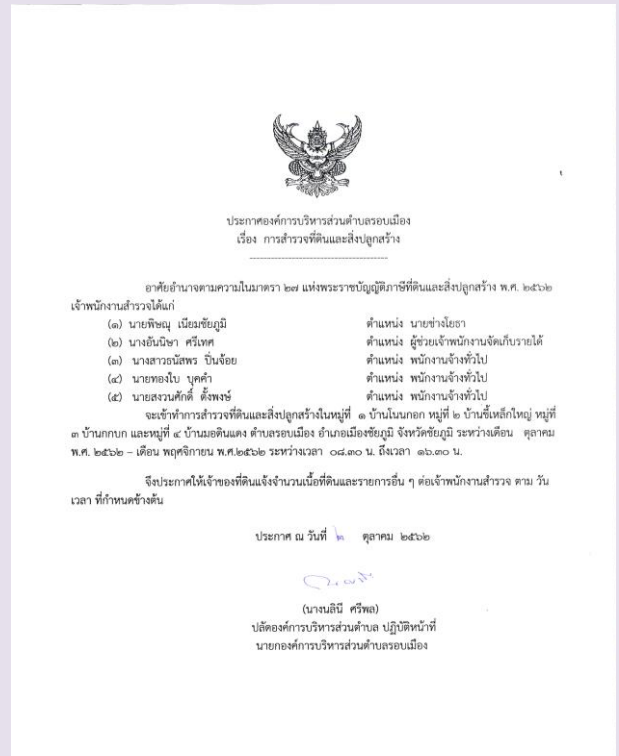 ประกาศองค์การบริหารส่วนตำบลรอบเมือง
เรื่อง การสำรวจที่ดินและสิ่งปลูกสร้าง
---------------------------------------
อาศัยอำนาจตามความในมาตรา ๒๗ แห่งพระราชบัญญัติภาษีที่ดินและสิ่งปลูกสร้าง พ.ศ. ๒๕๖๒
เจ้าพนักงานสำรวจได้แก่
(๑) นายพิษณุ เนียมชัยภูมิ ตำแหน่ง นายช่างโยธา
(๒) นางอันนิษา ศรีเทศ ตำแหน่ง ผู้ช่วยเจ้าพนักงานจัดเก็บรายได้
(๓) นางสาวธนัสพร ปิ่นจ้อย ตำแหน่ง พนักงานจ้างทั่วไป
(๔) นายทองใบ บุคคำ ตำแหน่ง พนักงานจ้างทั่วไป
(๕) นายสงวนศักดิ์ ตั้งพงษ์ ตำแหน่ง พนักงานจ้างทั่วไป
จะเข้าทำการสำรวจที่ดินและสิ่งปลูกสร้างในหมู่ที่ ๑ บ้านโนนกอก หมู่ที่ ๒ บ้านขี้เหล็กใหญ่ หมู่ที่
๓ บ้านกกบก และหมู่ที่ ๔ บ้านมอดินแดง ตำบลรอบเมือง อำเภอเมืองชัยภูมิ จังหวัดชัยภูมิ ระหว่างเดือน ตุลาคม
พ.ศ. ๒๕๖๒ – เดือน พฤศจิกายน พ.ศ.๒๕๖๒ ระหว่างเวลา ๐๘.๓๐ น. ถึงเวลา ๑๖.๓๐ น.
จึงประกาศให้เจ้าของที่ดินแจ้งจำนวนเนื้อที่ดินและรายการอื่น ๆ ต่อเจ้าพนักงานสำรวจ ตาม วัน
เวลา ที่กำหนดข้างต้น
ประกาศ ณ วันที่ ๒ ตุลาคม ๒๕๖๒
(นางนลินี ศรีพล)
ปลัดองค์การบริหารส่วนตำบล ปฏิบัติหน้าที่
นายกองค์การบริหารส่วนตำบลรอบเมือง